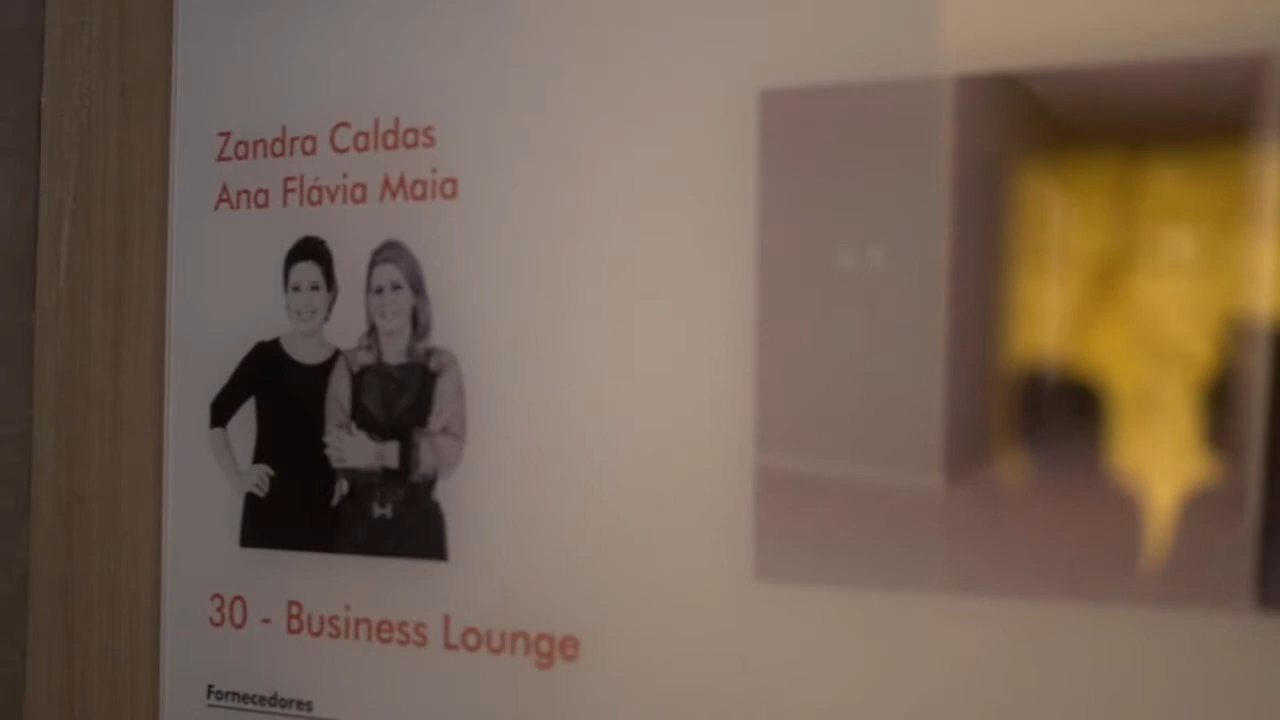 Zandra Caldas
Ana Flávia Maia
30 - Business Lounge
Fornecedores